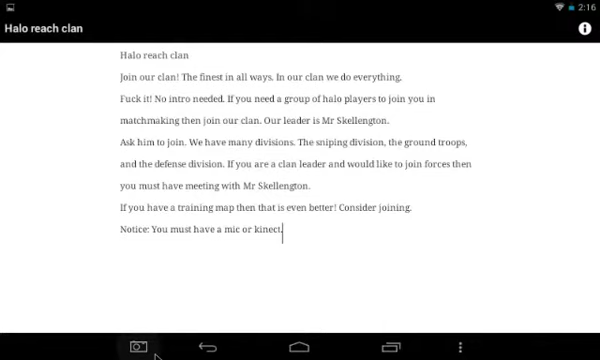 2:16
Halo reach clan
Halo reach clan
Join our clan! The finest in all ways. In our clan we do everything.
Fuck it! No intro needed. If you need a group of halo players to join you in
matchmaking then join our clan. Our leader is Mr Skellengton.
Ask him to join. We have many divisions. The sniping division, the ground troops,
and the defense division. If you are a clan leader and would like to join forces then
you must have meeting with Mr Skellengton.
If you have a training map then that is even better! Consider joining.
Notice: You must have a mic or kinect.